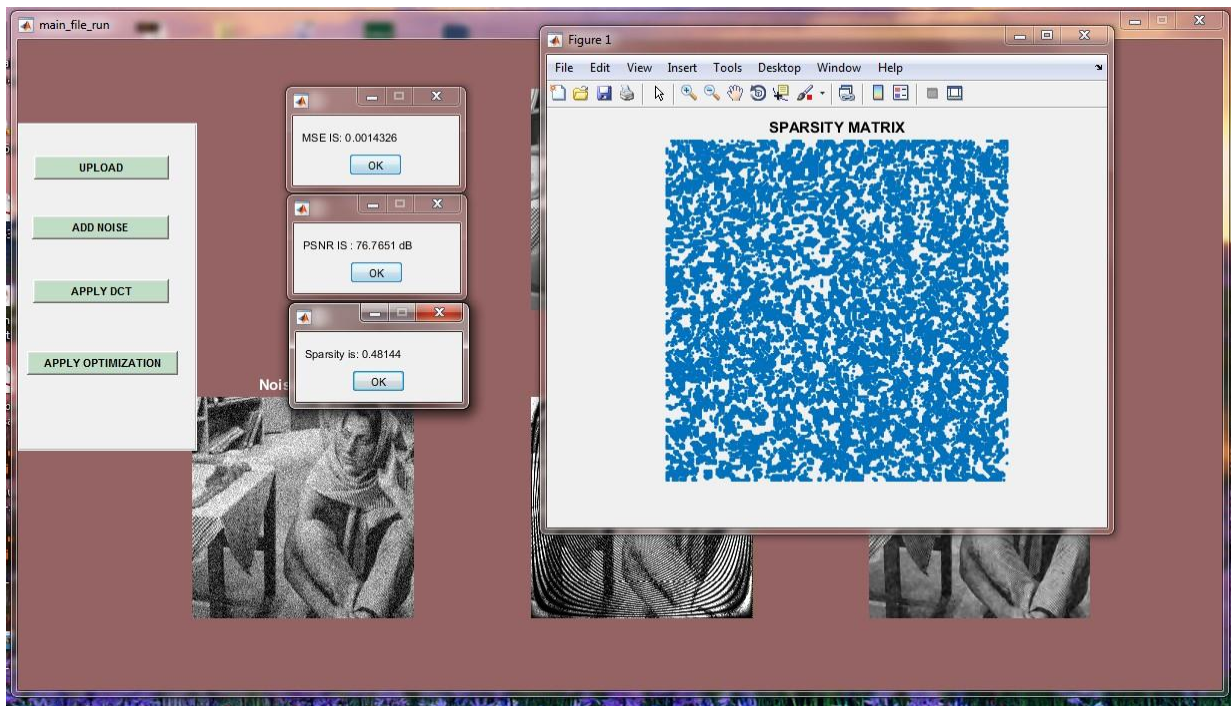 main_file_run
UPLOAD
ADD NOISE
APPLY DCT
APPLY OPTIMIZATION
MSE IS: 0.0014326
OK
PSNR IS : 76.7651 dB
OK
Sparsity is: 0.48144
OK
Figure 1
File Edit View Insert Tools Desktop Window Help
SPARSITY MATRIX